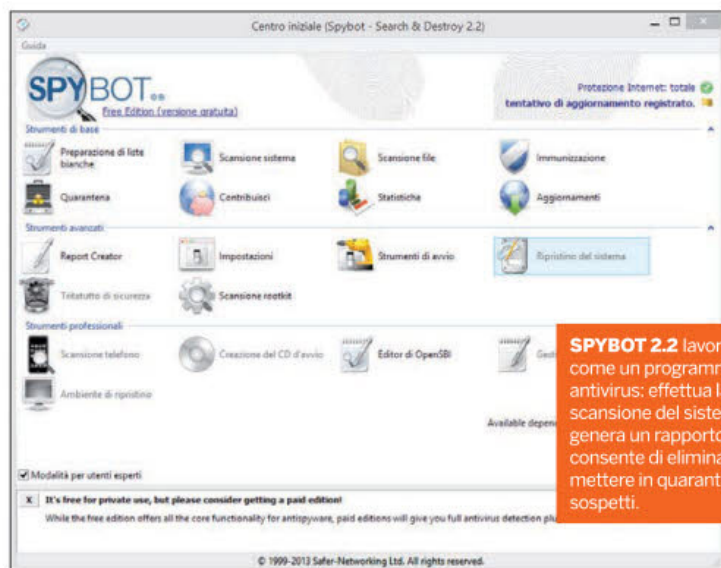 Centro iniziale (Spybot - Search & Destroy 2.2)
Guida
SPYBOT
Free Edition (versione gratuita)
Protezione Internet: totale
tentativo di aggiornamento registrato.
Strumenti di base
Preparazione di liste bianche
Scansione sistema
Scansione file
Immunizzazione
Quarantena
Contribuisci
Statistiche
Aggiornamenti
Strumenti avanzati
Report Creator
Impostazioni
Strumenti di avvio
Ripristino del sistema
Tritatutto di sicurezza
Scansione rootkit
Strumenti professionali
Scansione telefono
Creazione del CD d'avvio
Editor di OpenSBI
Ambiente di ripristino
Available
Modalità per utenti esperti
X It's free for private use, but please consider getting a paid edition!
While the free edition offers all the core functionality for antispyware, paid editions will give you full antivirus detection
© 1999-2013 Safer-Networking Ltd. All rights reserved.
SPYBOT 2.2
come un
antivirus: effettua
scansione del
genera un rapporto
consente di
mettere in
sospetti.